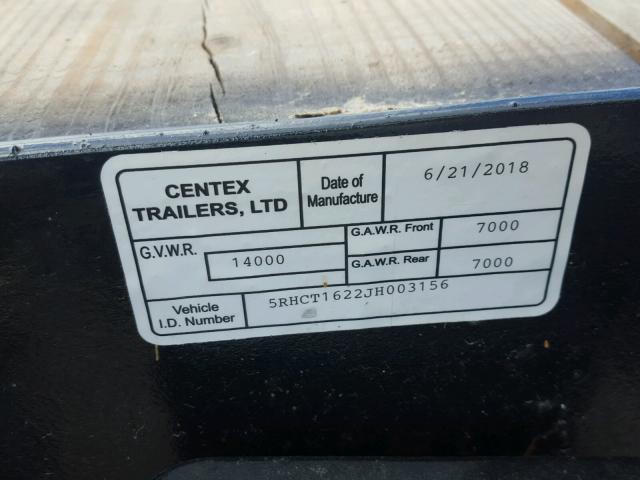 CENTEX
TRAILERS, LTD
Date of
Manufacture
6/21/2018
G.V.W.R.
14000
G.A.W.R. Front
7000
G.A.W.R. Rear
7000
Vehicle
I.D. Number
5RHCT1622JH003156